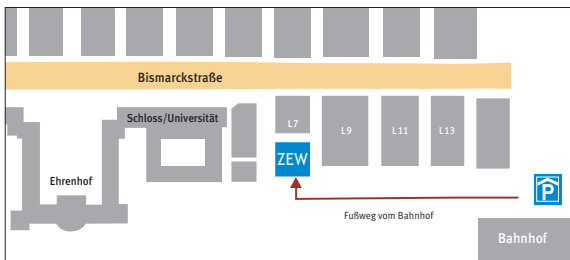 Bismarckstraße
Schloss/Universität
L7
L9
L11
L13
ZEW
Ehrenhof
P
Fußweg vom Bahnhof
Bahnhof